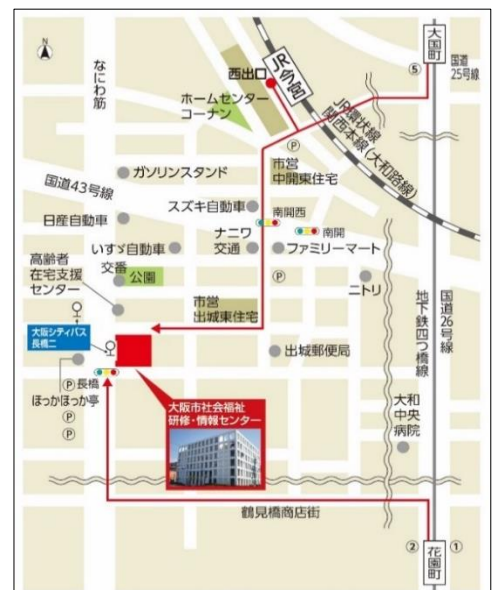 N
なにわ筋
JR今宮
西出口
大国町
⑤
国道
25号線
ホームセンター
コーナン
JR環状線
関西本線(大和路線)
Ⓟ
ガソリンスタンド
市営
中開東住宅
国道43号線
スズキ自動車
日産自動車
南開西
南開
いすゞ自動車
ナニワ
交通
ファミリーマート
高齢者
在宅支援
センター
交番
公園
Ⓟ
ニトリ
市営
出城東住宅
地下鉄四つ橋線
国道26号線
大阪シティバス
長橋二
出城郵便局
Ⓟ長橋
ほっかほっか亭
Ⓟ
Ⓟ
大阪市社会福祉
研修・情報センター
大和
中央
病院
鶴見橋商店街
②
花園町
①